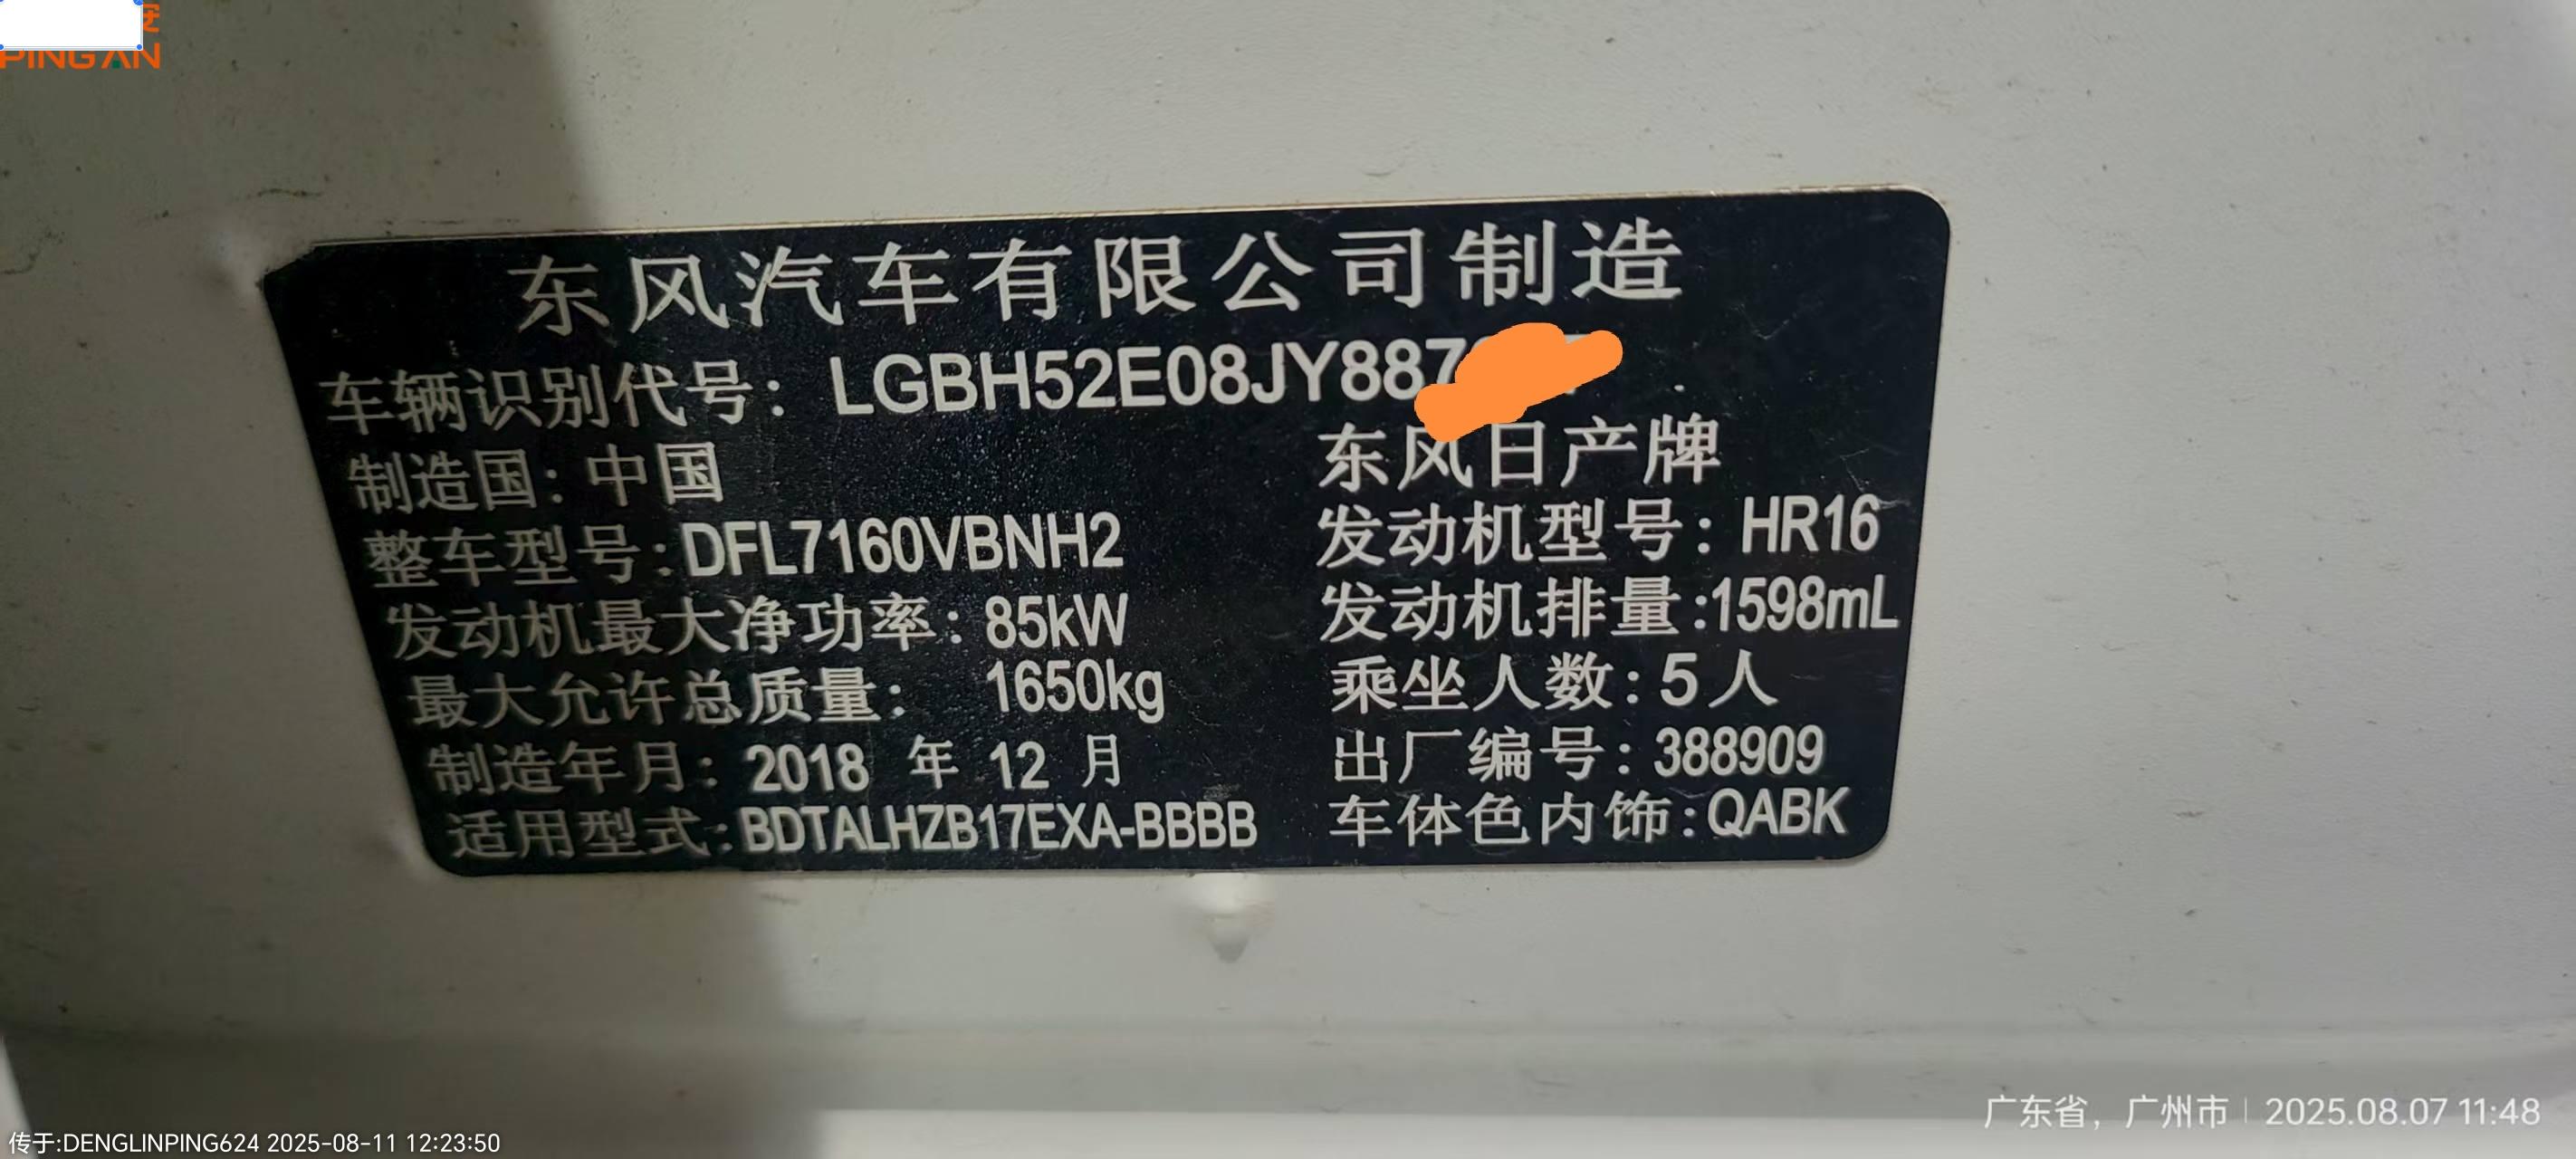 安
PING AN
东风汽车有限公司制造
车辆识别代号: LGBH52E08JY887
制造国: 中国 东风日产牌
整车型号: DFL7160VBNH2 发动机型号: HR16
发动机最大净功率: 85kW 发动机排量: 1598mL
最大允许总质量: 1650kg 乘坐人数: 5人
制造年月: 2018 年 12 月 出厂编号: 388909
适用型式: BDTALHZB17EXA-BBBB 车体色内饰: QABK
广东省，广州市 | 2025.08.07 11:48
传于:DENGLINPING624 2025-08-11 12:23:50